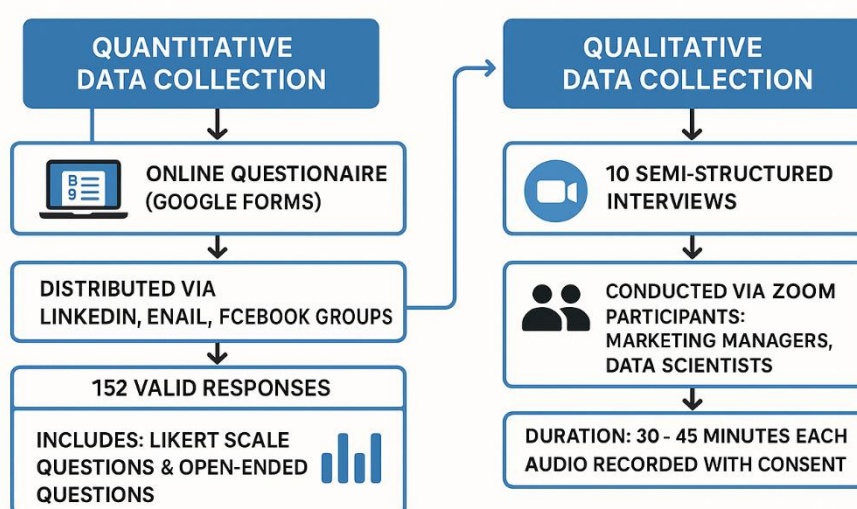 QUANTITATIVE
DATA COLLECTION
B
9
ONLINE QUESTIONAIRE
(GOOGLE FORMS)
DISTRIBUTED VIA
LINKEDIN, ENAIL, FCEBOOK GROUPS
152 VALID RESPONSES
INCLUDES: LIKERT SCALE
QUESTIONS & OPEN-ENDED
QUESTIONS
QUALITATIVE
DATA COLLECTION
10 SEMI-STRUCTURED
INTERVIEWS
CONDUCTED VIA ZOOM
PARTICIPANTS:
MARKETING MANAGERS,
DATA SCIENTISTS
DURATION: 30 - 45 MINUTES EACH
AUDIO RECORDED WITH CONSENT